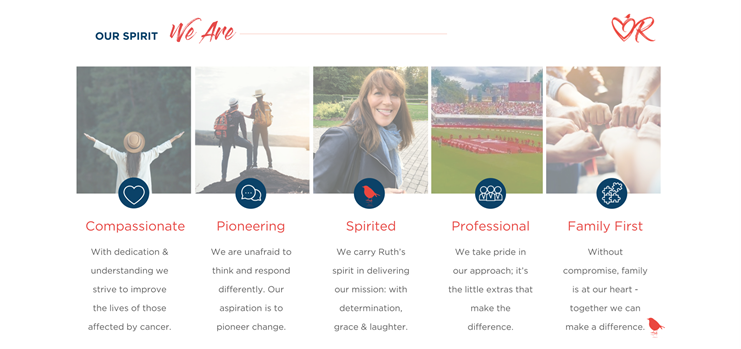 OUR SPIRIT We Are
R
Compassionate
With dedication &
understanding we
strive to improve
the lives of those
affected by cancer.
Pioneering
We are unafraid to
think and respond
differently. Our
aspiration is to
pioneer change.
Spirited
We carry Ruth's
spirit in delivering
our mission: with
determination,
grace & laughter.
Professional
We take pride in
our approach; it's
the little extras that
make the
difference.
Family First
Without
compromise, family
is at our heart -
together we can
make a difference.